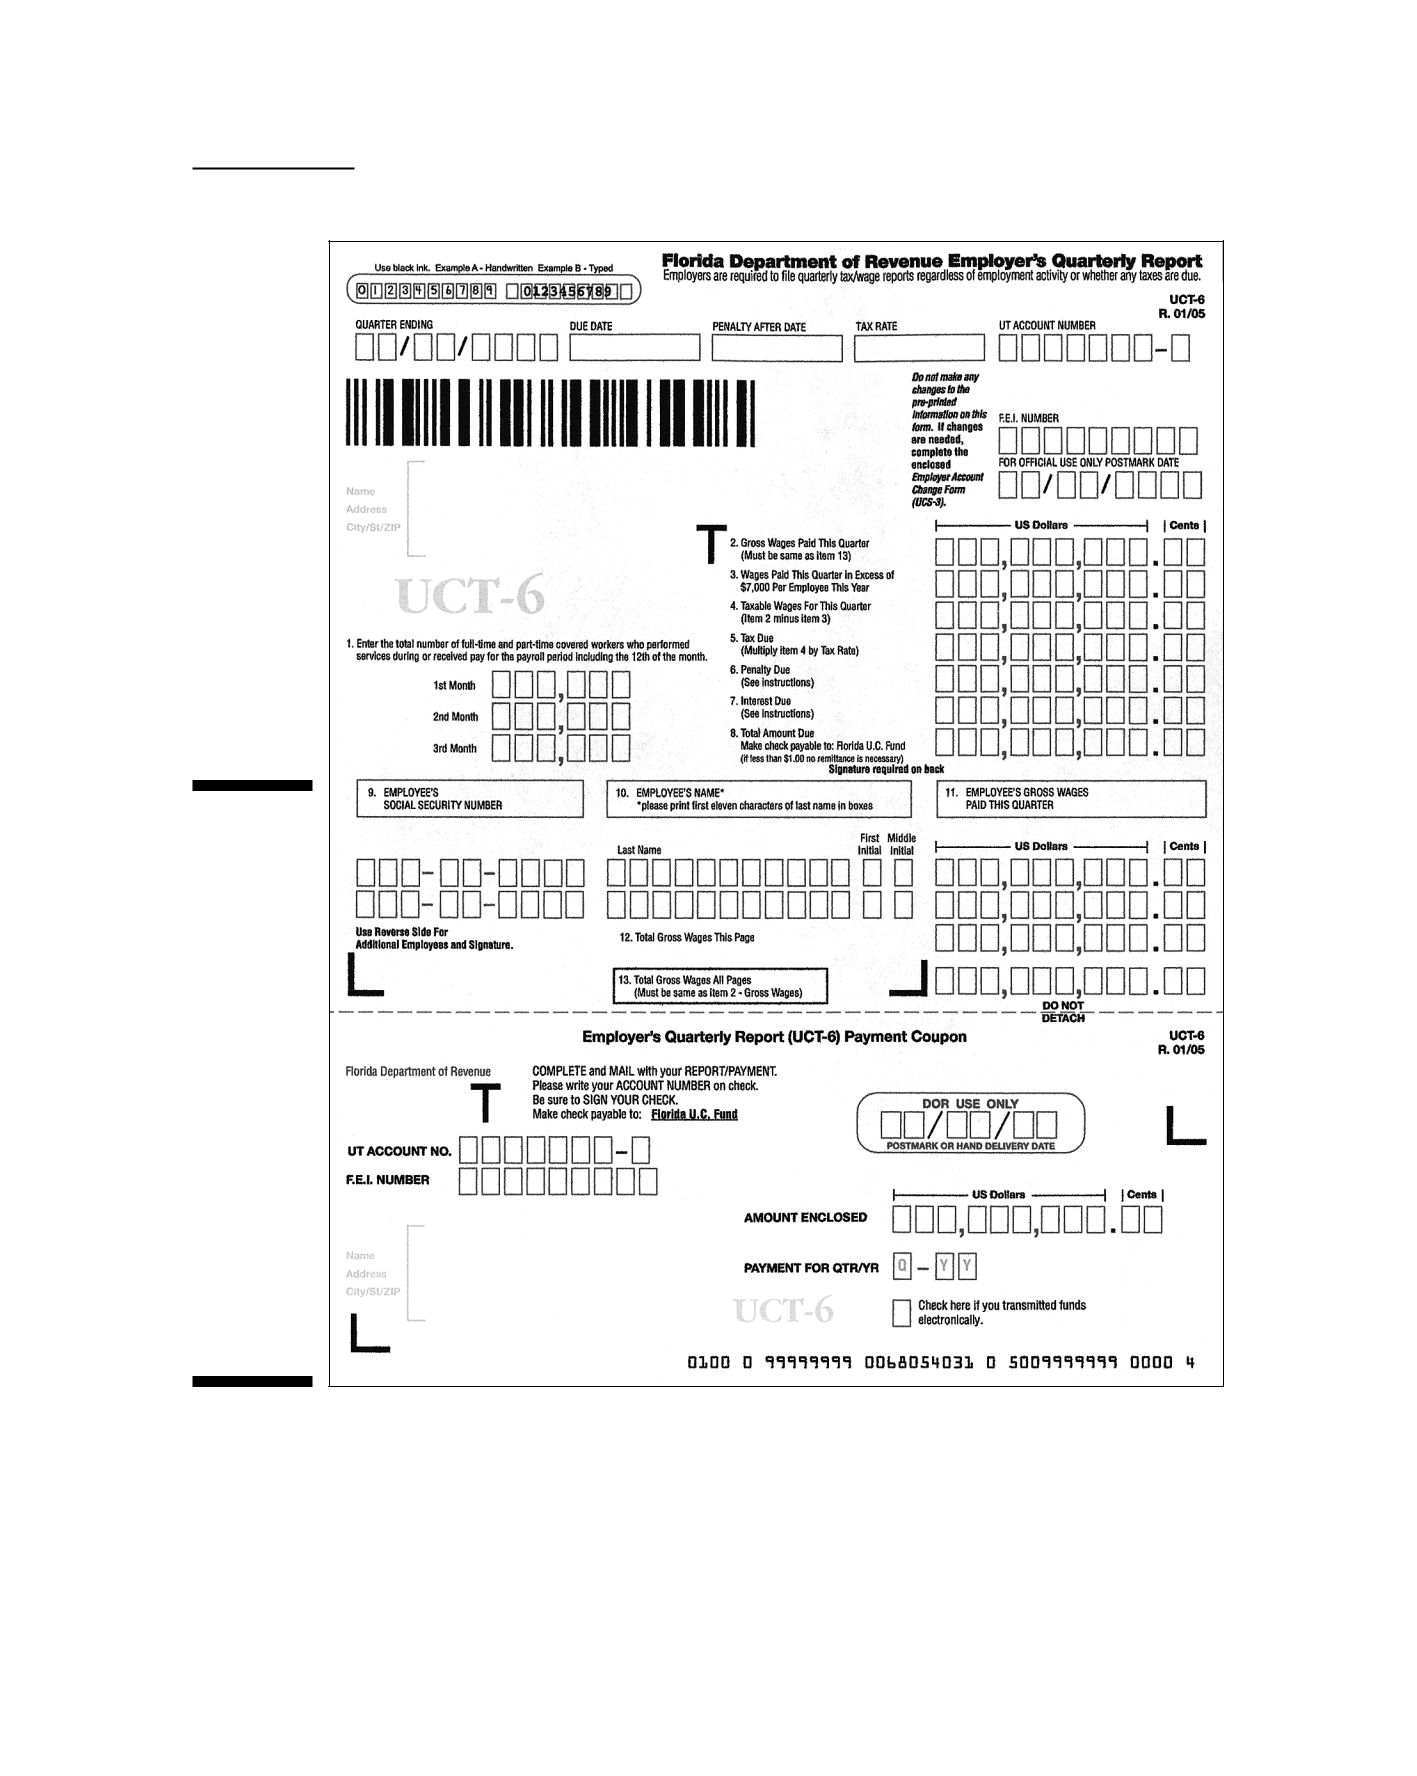 Use black ink. Example A - Handwritten Example B - Typed
0 1 2 3 4 5 6 7 8 9 0123456789
Florida Department of Revenue Employer's Quarterly Report
Employers are required to file quarterly tax/wage reports regardless of employment activity or whether any taxes are due.
UCT-6
R. 01/05
QUARTER ENDING
DUE DATE
PENALTY AFTER DATE
TAX RATE
UT ACCOUNT NUMBER
/ / –
Do not make any
changes to the
pre-printed
information on this
form. If changes
are needed,
complete the
enclosed
Employer Account
Change Form
(UCS-3).
F.E.I. NUMBER
FOR OFFICIAL USE ONLY POSTMARK DATE
/ /
Name
Address
City/St/ZIP
UCT-6
US Dollars Cents
T
2. Gross Wages Paid This Quarter
(Must be same as item 13)
3. Wages Paid This Quarter in Excess of
$7,000 Per Employee This Year
4. Taxable Wages For This Quarter
(Item 2 minus item 3)
5. Tax Due
(Multiply item 4 by Tax Rate)
6. Penalty Due
(See instructions)
7. Interest Due
(See instructions)
8. Total Amount Due
Make check payable to: Florida U.C. Fund
(if less than $1.00 no remittance is necessary)
Signature required on back
1. Enter the total number of full-time and part-time covered workers who performed
services during or received pay for the payroll period including the 12th of the month.
1st Month
2nd Month
3rd Month
9. EMPLOYEE'S
SOCIAL SECURITY NUMBER
10. EMPLOYEE'S NAME*
*please print first eleven characters of last name in boxes
11. EMPLOYEE'S GROSS WAGES
PAID THIS QUARTER
Last Name
First
Initial
Middle
Initial
US Dollars Cents
Use Reverse Side For
Additional Employees and Signature.
12. Total Gross Wages This Page
13. Total Gross Wages All Pages
(Must be same as item 2 - Gross Wages)
DO NOT
DETACH
Employer's Quarterly Report (UCT-6) Payment Coupon
UCT-6
R. 01/05
Florida Department of Revenue
T
COMPLETE and MAIL with your REPORT/PAYMENT.
Please write your ACCOUNT NUMBER on check.
Be sure to SIGN YOUR CHECK.
Make check payable to: Florida U.C. Fund
DOR USE ONLY
/ /
POSTMARK OR HAND DELIVERY DATE
UT ACCOUNT NO.
F.E.I. NUMBER
US Dollars Cents
AMOUNT ENCLOSED
PAYMENT FOR QTR/YR Q – Y Y
Name
Address
City/St/ZIP
UCT-6
Check here if you transmitted funds
electronically.
0100 0 99999999 0068054031 0 5009999999 0000 4